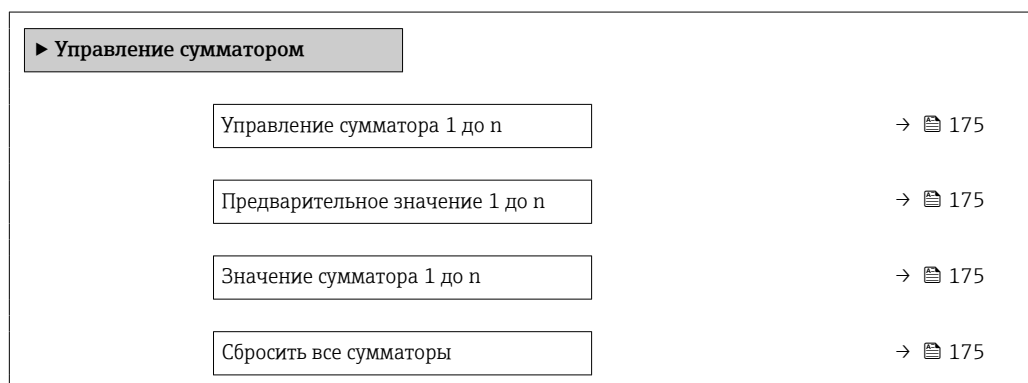 ▶ Управление сумматором
Управление сумматора 1 до n → 175
Предварительное значение 1 до n → 175
Значение сумматора 1 до n → 175
Сбросить все сумматоры → 175